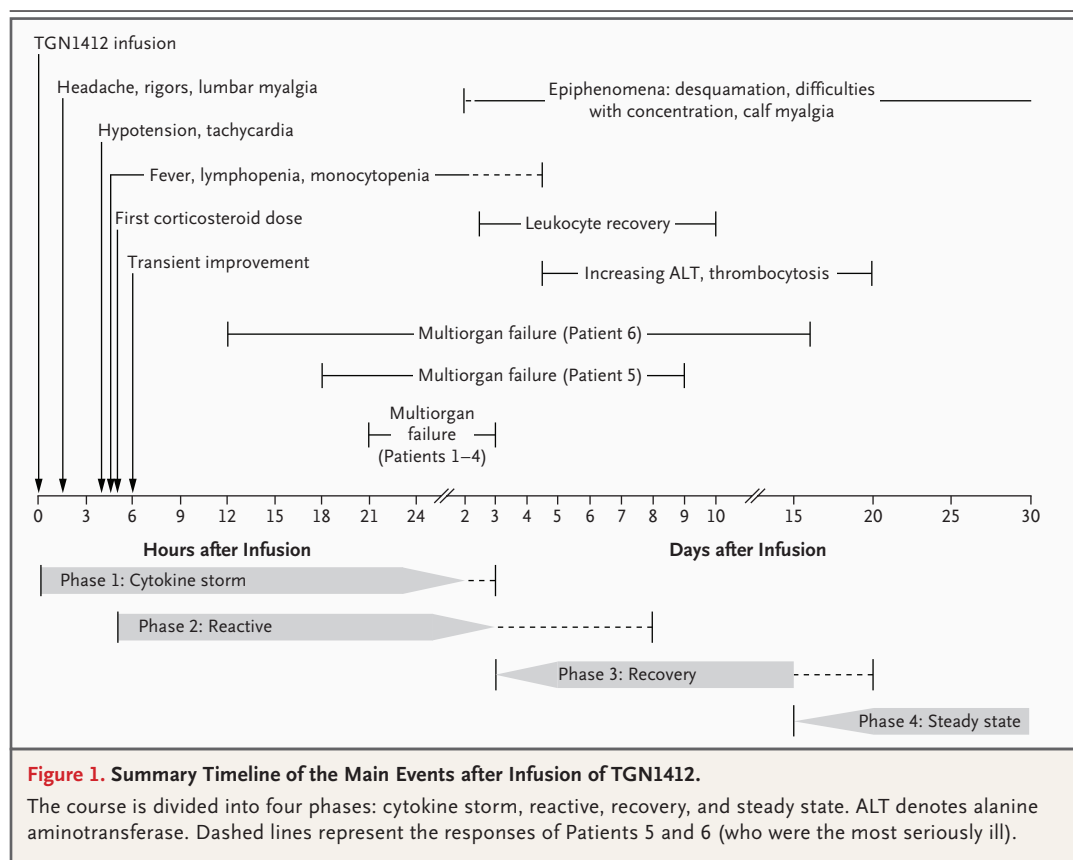 TGN1412 infusion
Headache, rigors, lumbar myalgia
Epiphenomena: desquamation, difficulties
with concentration, calf myalgia
Hypotension, tachycardia
Fever, lymphopenia, monocytopenia
First corticosteroid dose
Leukocyte recovery
Transient improvement
Increasing ALT, thrombocytosis
Multiorgan failure (Patient 6)
Multiorgan failure (Patient 5)
Multiorgan
failure
(Patients 1–4)
0 3 6 9 12 15 18 21 24 2 3 4 5 6 7 8 9 10 15 20 30
Hours after Infusion Days after Infusion
Phase 1: Cytokine storm
Phase 2: Reactive
Phase 3: Recovery
Phase 4: Steady state
Figure 1. Summary Timeline of the Main Events after Infusion of TGN1412.
The course is divided into four phases: cytokine storm, reactive, recovery, and steady state. ALT denotes alanine
aminotransferase. Dashed lines represent the responses of Patients 5 and 6 (who were the most seriously ill).